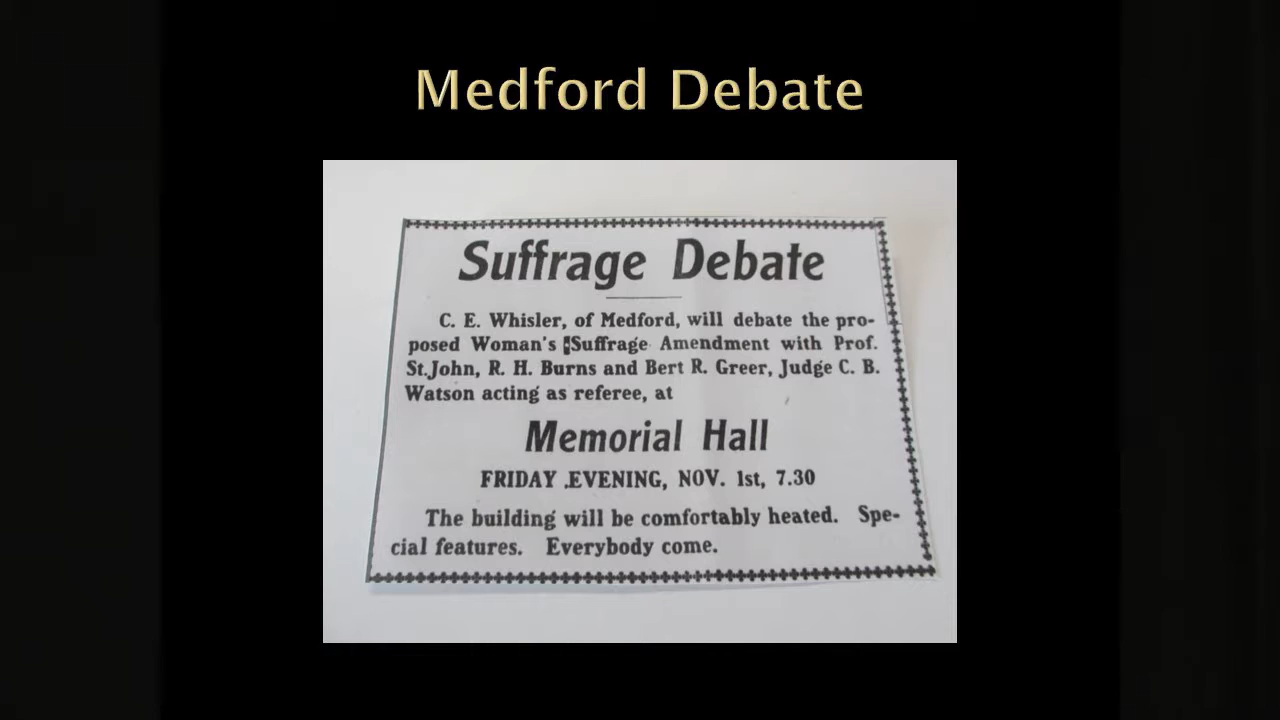 Medford Debate
Suffrage Debate
C. E. Whisler, of Medford, will debate the pro-
posed Woman's Suffrage Amendment with Prof.
St.John, R. H. Burns and Bert R. Greer, Judge C. B.
Watson acting as referee, at
Memorial Hall
FRIDAY .EVENING, NOV. 1st, 7.30
The building will be comfortably heated. Spe-
cial features. Everybody come.